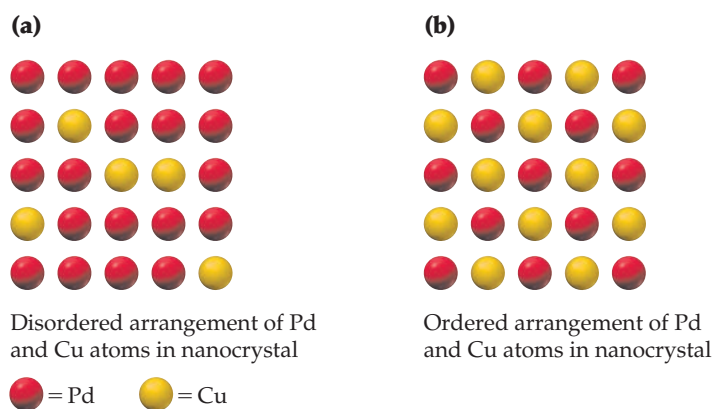 (a)
(b)
Disordered arrangement of Pd
and Cu atoms in nanocrystal
Ordered arrangement of Pd
and Cu atoms in nanocrystal
= Pd
= Cu